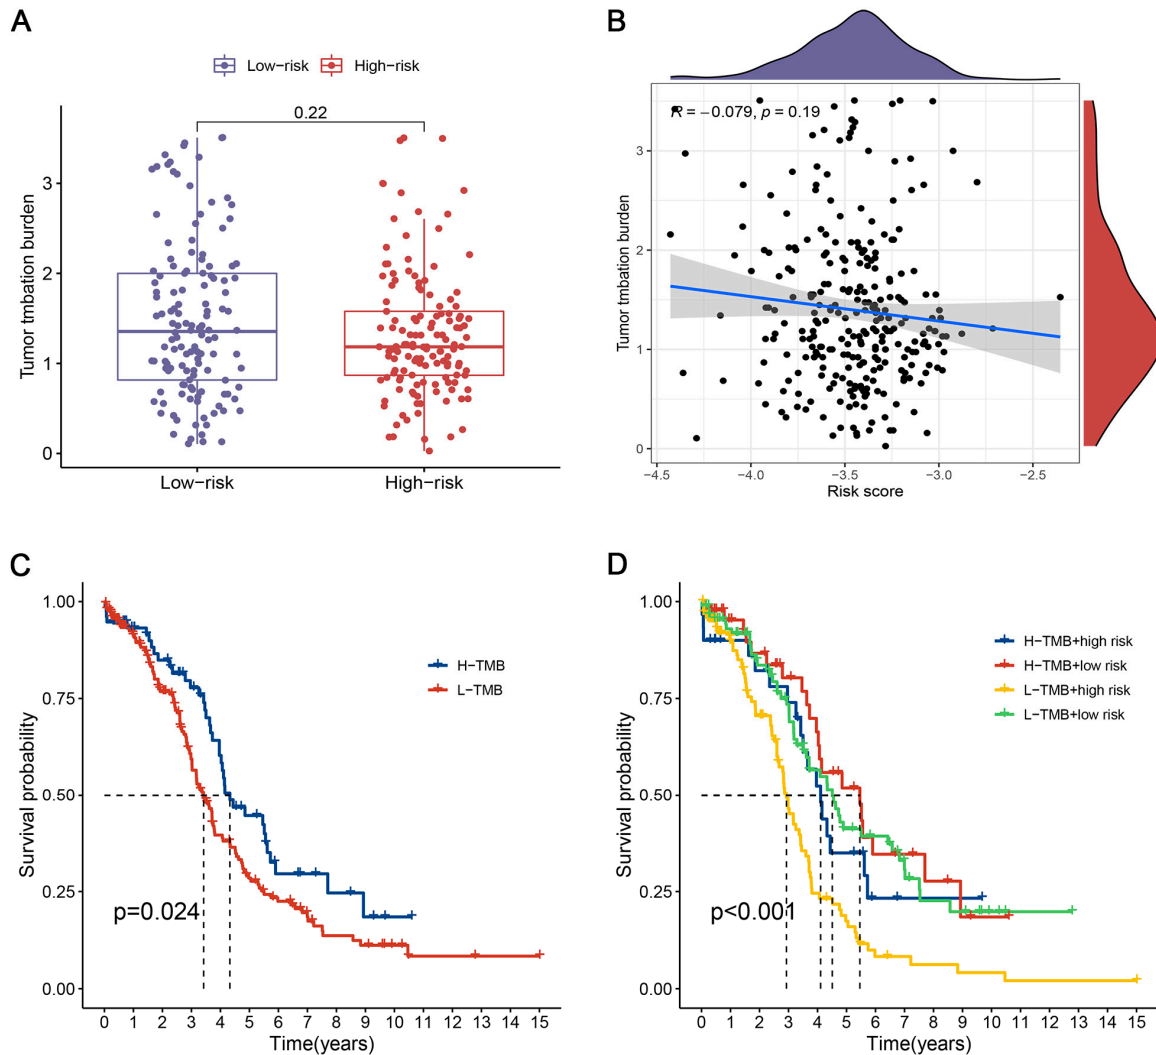 A
Low−risk High−risk
0.22
Tumor tmbation burden
3
2
1
0
Low−risk
High−risk
B
R = −0.079, p = 0.19
Tumor tmbation burden
3
2
1
0
−4.5 −4.0 −3.5 −3.0 −2.5
Risk score
C
Survival probability
1.00
0.75
0.50
0.25
0.00
H−TMB
L−TMB
p=0.024
0 1 2 3 4 5 6 7 8 9 10 11 12 13 14 15
Time(years)
D
Survival probability
1.00
0.75
0.50
0.25
0.00
H−TMB+high risk
H−TMB+low risk
L−TMB+high risk
L−TMB+low risk
p<0.001
0 1 2 3 4 5 6 7 8 9 10 11 12 13 14 15
Time(years)